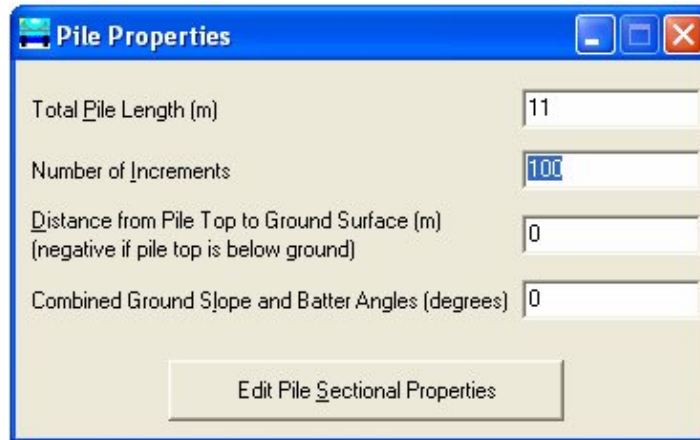 Pile Properties
Total Pile Length (m) 11
Number of Increments 100
Distance from Pile Top to Ground Surface (m)
(negative if pile top is below ground) 0
Combined Ground Slope and Batter Angles (degrees) 0
Edit Pile Sectional Properties